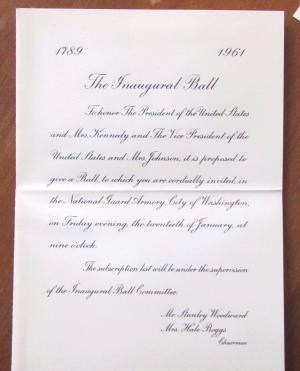 1789 1961
The Inaugural Ball
To honor The President of the United States
and Mrs. Kennedy and The Vice President of the
United States and Mrs. Johnson, it is proposed to
give a Ball, to which you are cordially invited, in
the National Guard Armory, City of Washington,
on Friday evening, the twentieth of January, at
nine o'clock.
The subscription list will be under the supervision
of the Inaugural Ball Committee.
Mr. Stanley Woodward
Mrs. Hale Boggs
Chairmen